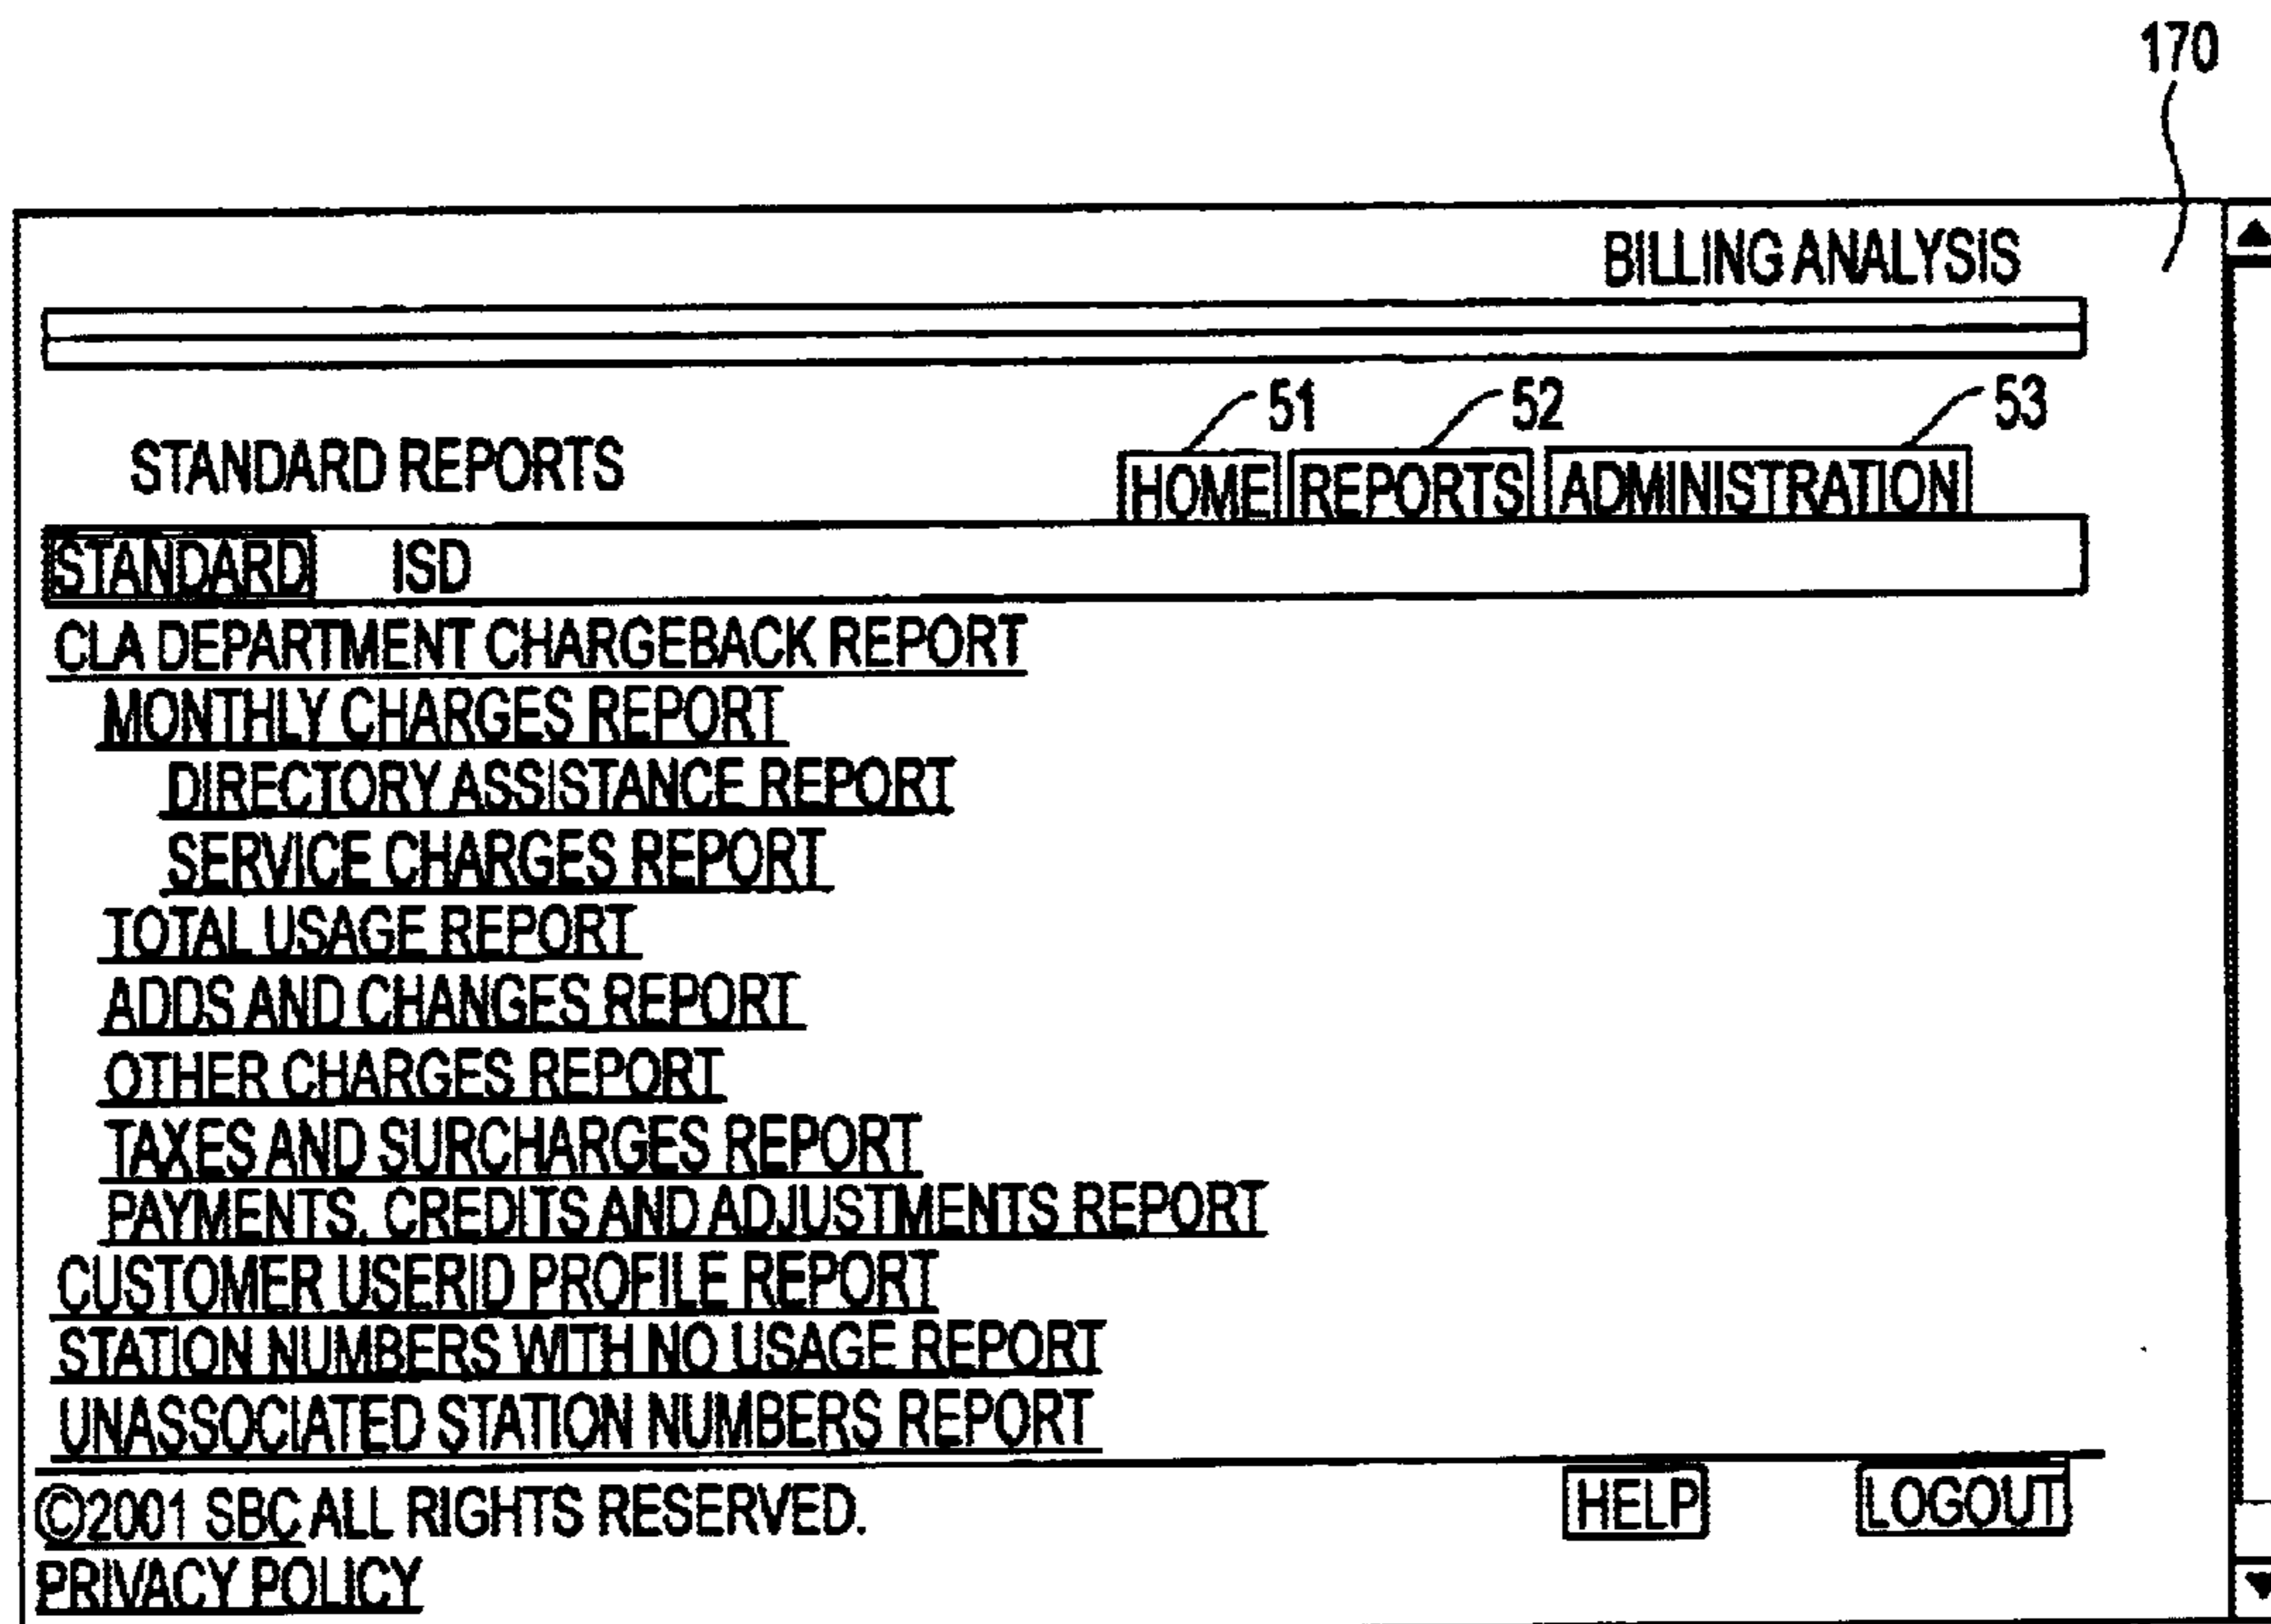 170
BILLING ANALYSIS
51 52 53
STANDARD REPORTS HOME REPORTS ADMINISTRATION
STANDARD ISD
CLA DEPARTMENT CHARGEBACK REPORT
MONTHLY CHARGES REPORT
DIRECTORY ASSISTANCE REPORT
SERVICE CHARGES REPORT
TOTAL USAGE REPORT
ADDS AND CHANGES REPORT
OTHER CHARGES REPORT
TAXES AND SURCHARGES REPORT
PAYMENTS, CREDITS AND ADJUSTMENTS REPORT
CUSTOMER USERID PROFILE REPORT
STATION NUMBERS WITH NO USAGE REPORT
UNASSOCIATED STATION NUMBERS REPORT
©2001 SBC ALL RIGHTS RESERVED. HELP LOGOUT
PRIVACY POLICY